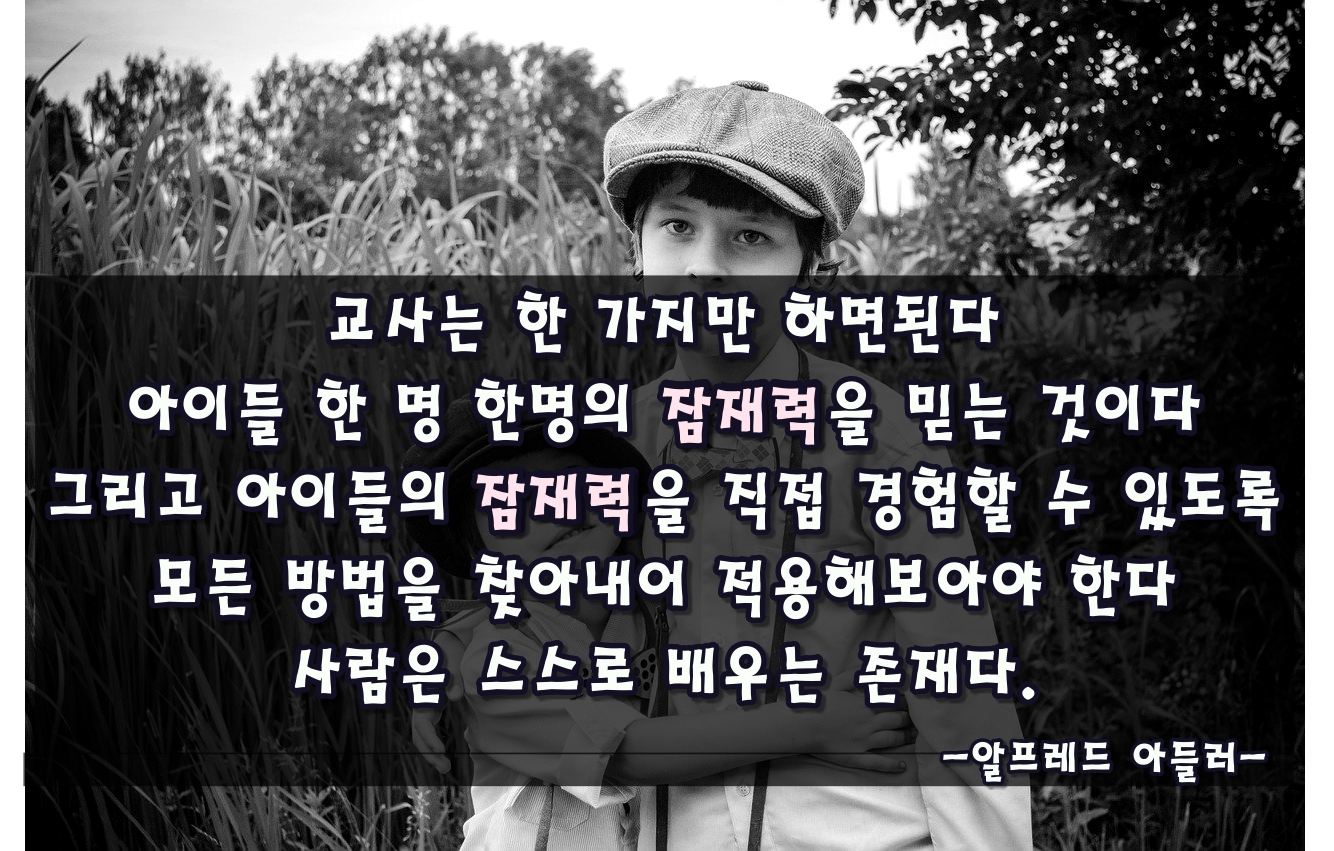 교사는 한 가지만 하면된다
아이들 한 명 한명의 잠재력을 믿는 것이다
그리고 아이들의 잠재력을 직접 경험할 수 있도록
모든 방법을 찾아내어 적용해보아야 한다
사람은 스스로 배우는 존재다.
-알프레드 아들러-